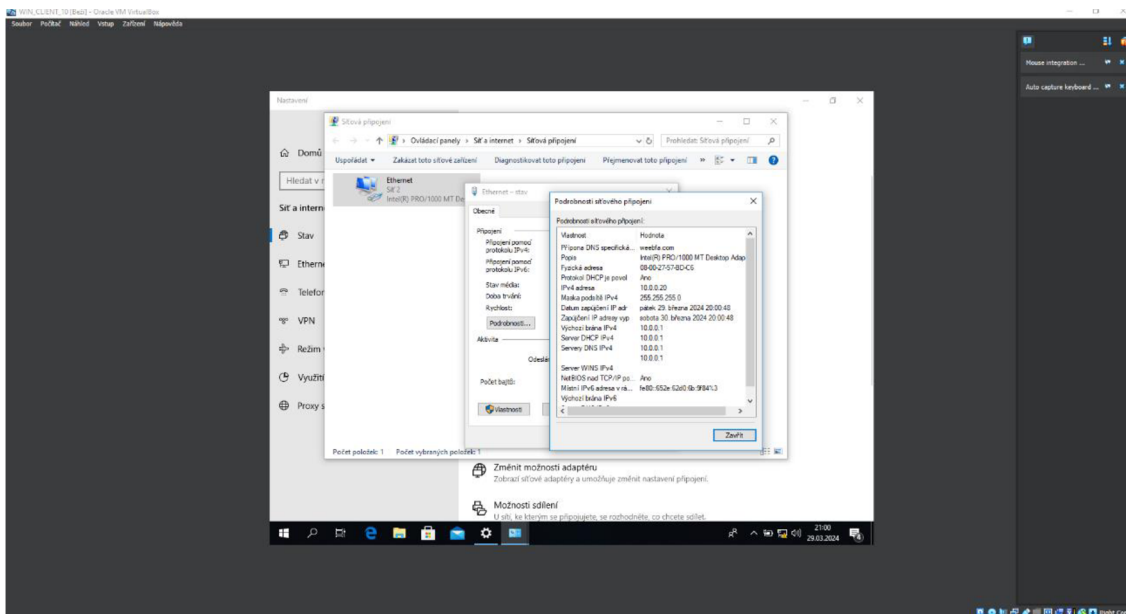 WIN_CLIENT_10 [Beží] - Oracle VM VirtualBox
Soubor Počítač Náhled Vstup Zařízení Nápověda
Mouse integration ...
Auto capture keyboard ...
Nastavení
Síťová připojení
Ovládací panely › Síť a internet › Síťová připojení
Prohledat: Síťová připojení
Uspořádat Zakázat toto síťové zařízení Diagnostikovat toto připojení Přejmenovat toto připojení »
Domů
Hledat v n
Síť a intern
Stav
Etherne
Telefor
VPN
Režim
Využití
Proxy s
Ethernet
Síť 2
Intel(R) PRO/1000 MT De
Ethernet – stav
Obecné
Připojení
Připojení pomocí
protokolu IPv4:
Připojení pomocí
protokolu IPv6:
Stav média:
Doba trvání:
Rychlost:
Podrobnosti...
Aktivita
Odeslán
Počet bajtů:
Vlastnosti
Podrobnosti síťového připojení
Podrobnosti síťového připojení:
Vlastnost Hodnota
Přípona DNS specifická... weebfa.com
Popis Intel(R) PRO/1000 MT Desktop Adap
Fyzická adresa 08-00-27-57-BD-C6
Protokol DHCP je povol Ano
IPv4 adresa 10.0.0.20
Maska podsítě IPv4 255.255.255.0
Datum zapůjčení IP adr pátek 29. března 2024 20:00:48
Zapůjčení IP adresy vyp sobota 30. března 2024 20:00:48
Výchozí brána IPv4 10.0.0.1
Server DHCP IPv4 10.0.0.1
Servery DNS IPv4 10.0.0.1
10.0.0.1
Server WINS IPv4
NetBIOS nad TCP/IP po... Ano
Místní IPv6 adresa v rá... fe80::652e:62d0:6b:9f84%3
Výchozí brána IPv6
Zavřít
Počet položek: 1 Počet vybraných položek: 1
Změnit možnosti adaptéru
Zobrazí síťové adaptéry a umožňuje změnit nastavení připojení.
Možnosti sdílení
U sítí, ke kterým se připojujete, se rozhodněte, co chcete sdílet.
21:00
29.03.2024